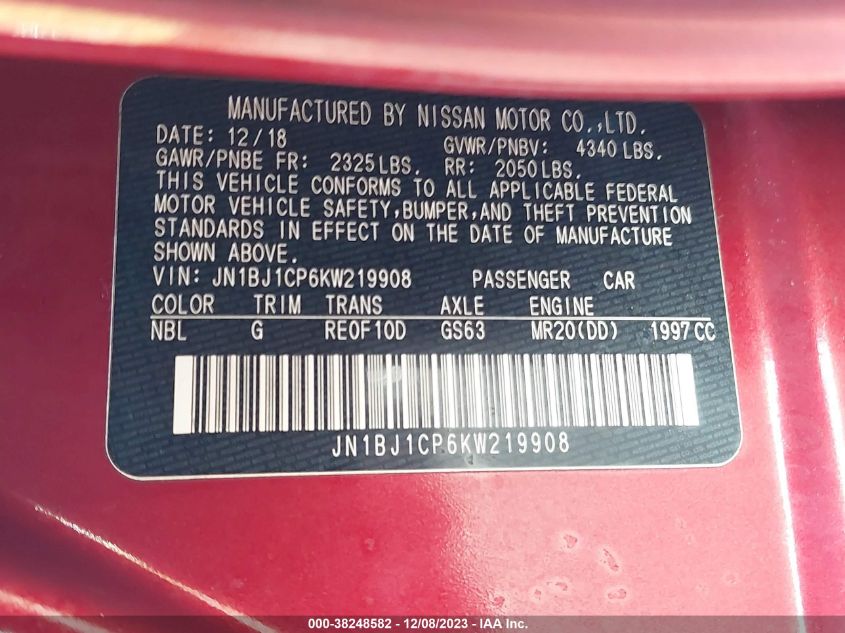 MANUFACTURED BY NISSAN MOTOR CO.,LTD.
DATE: 12/18 GVWR/PNBV: 4340 LBS.
GAWR/PNBE FR: 2325 LBS. RR: 2050 LBS.
THIS VEHICLE CONFORMS TO ALL APPLICABLE FEDERAL
MOTOR VEHICLE SAFETY,BUMPER,AND THEFT PREVENTION
STANDARDS IN EFFECT ON THE DATE OF MANUFACTURE
SHOWN ABOVE.
VIN: JN1BJ1CP6KW219908 PASSENGER CAR
COLOR TRIM TRANS AXLE ENGINE
NBL G RE0F10D GS63 MR20(DD) 1997 CC
JN1BJ1CP6KW219908
000-38248582 - 12/08/2023 - IAA Inc.